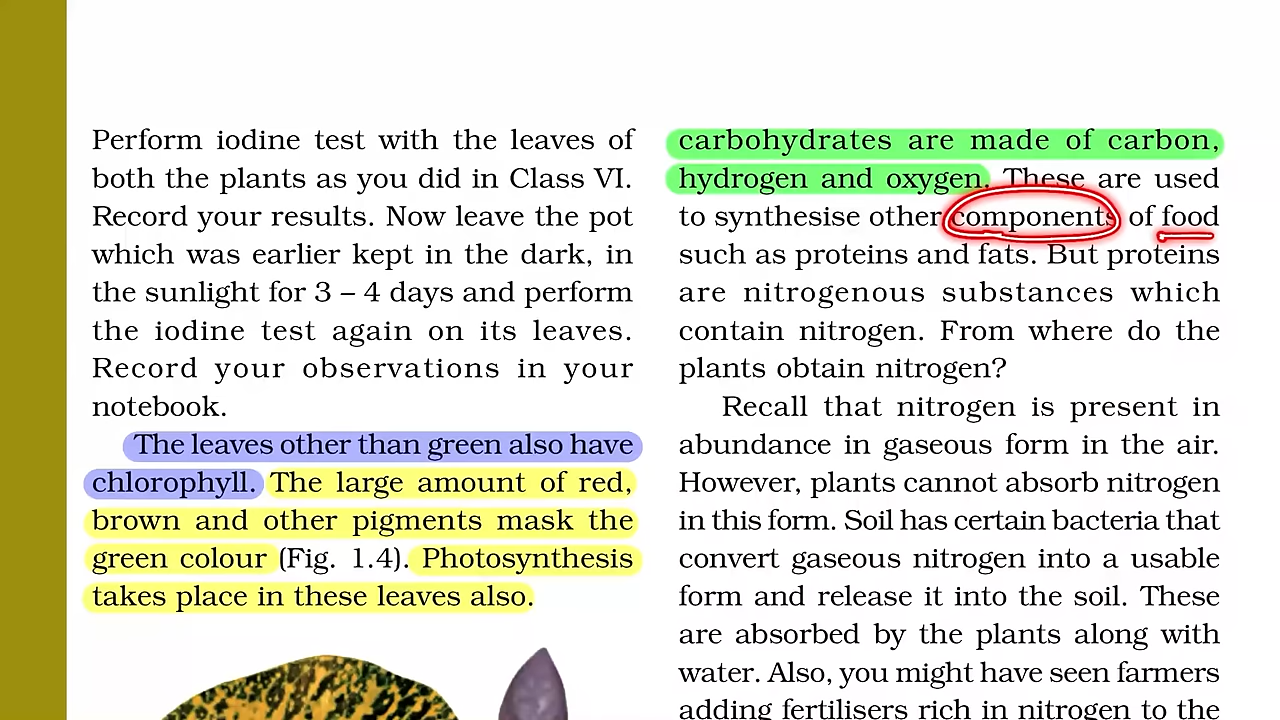 Perform iodine test with the leaves of
both the plants as you did in Class VI.
Record your results. Now leave the pot
which was earlier kept in the dark, in
the sunlight for 3 – 4 days and perform
the iodine test again on its leaves.
Record your observations in your
notebook.
The leaves other than green also have
chlorophyll. The large amount of red,
brown and other pigments mask the
green colour (Fig. 1.4). Photosynthesis
takes place in these leaves also.
carbohydrates are made of carbon,
hydrogen and oxygen. These are used
to synthesise other components of food
such as proteins and fats. But proteins
are nitrogenous substances which
contain nitrogen. From where do the
plants obtain nitrogen?
Recall that nitrogen is present in
abundance in gaseous form in the air.
However, plants cannot absorb nitrogen
in this form. Soil has certain bacteria that
convert gaseous nitrogen into a usable
form and release it into the soil. These
are absorbed by the plants along with
water. Also, you might have seen farmers
adding fertilisers rich in nitrogen to the